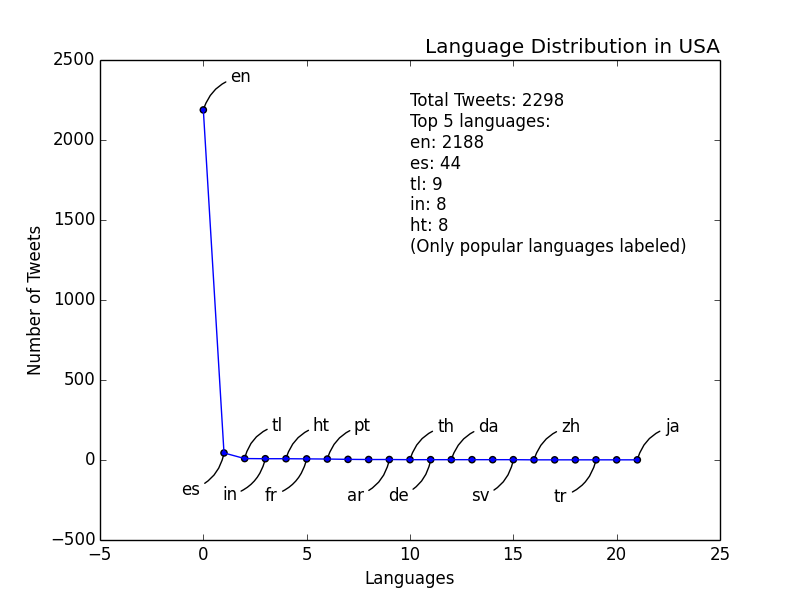 Language Distribution in USA
2500
2000
1500
1000
500
0
−500
Number of Tweets
en
Total Tweets: 2298
Top 5 languages:
en: 2188
es: 44
tl: 9
in: 8
ht: 8
(Only popular languages labeled)
tl
ht
pt
th
da
zh
ja
es
in
fr
ar
de
sv
tr
−5
0
5
10
15
20
25
Languages